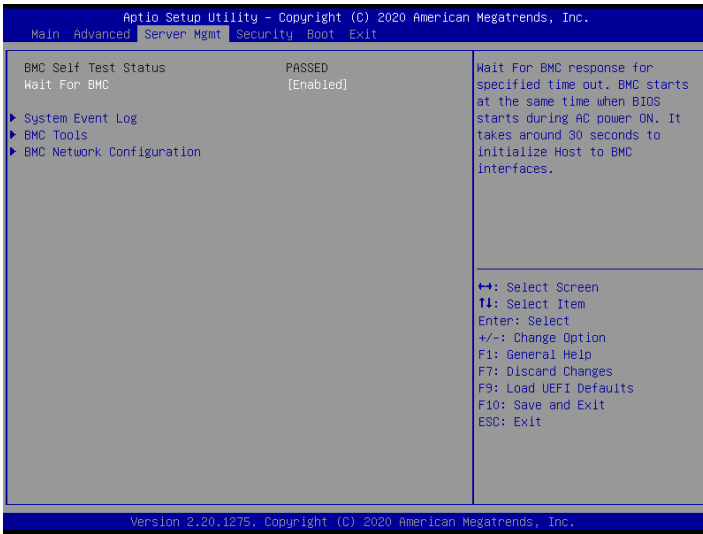 Aptio Setup Utility – Copyright (C) 2020 American Megatrends, Inc.
Main Advanced Server Mgmt Security Boot Exit
BMC Self Test Status PASSED
Wait For BMC [Enabled]
▶ System Event Log
▶ BMC Tools
▶ BMC Network Configuration
Wait For BMC response for
specified time out. BMC starts
at the same time when BIOS
starts during AC power ON. It
takes around 30 seconds to
initialize Host to BMC
interfaces.
↔: Select Screen
↑↓: Select Item
Enter: Select
+/-: Change Option
F1: General Help
F7: Discard Changes
F9: Load UEFI Defaults
F10: Save and Exit
ESC: Exit
Version 2.20.1275. Copyright (C) 2020 American Megatrends, Inc.